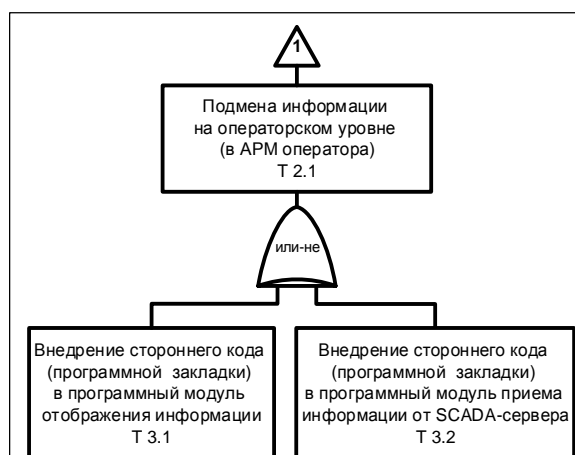 1
Подмена информации
на операторском уровне
(в АРМ оператора)
Т 2.1
или-не
Внедрение стороннего кода
(программной закладки)
в программный модуль
отображения информации
Т 3.1
Внедрение стороннего кода
(программной закладки)
в программный модуль приема
информации от SCADA-сервера
Т 3.2